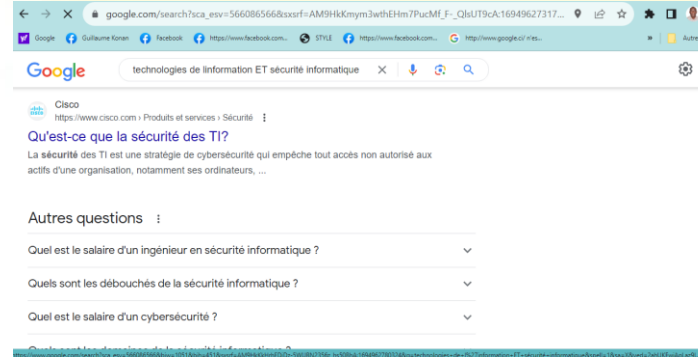 google.com/search?sca_esv=566086566&sxsrf=AM9HkKmym3wthEHm7PucMf_F-_QlsUT9cA:16949627317...
Google Guillaume Konan Facebook https://www.facebook.com... STYLE https://www.facebook.com... http://www.google.ci/ n'es... » Autre
Google technologies de linformation ET sécurité informatique
Cisco
https://www.cisco.com › Produits et services › Sécurité
Qu'est-ce que la sécurité des TI?
La sécurité des TI est une stratégie de cybersécurité qui empêche tout accès non autorisé aux
actifs d'une organisation, notamment ses ordinateurs, ...
Autres questions
Quel est le salaire d'un ingénieur en sécurité informatique ?
Quels sont les débouchés de la sécurité informatique ?
Quel est le salaire d'un cybersécurité ?